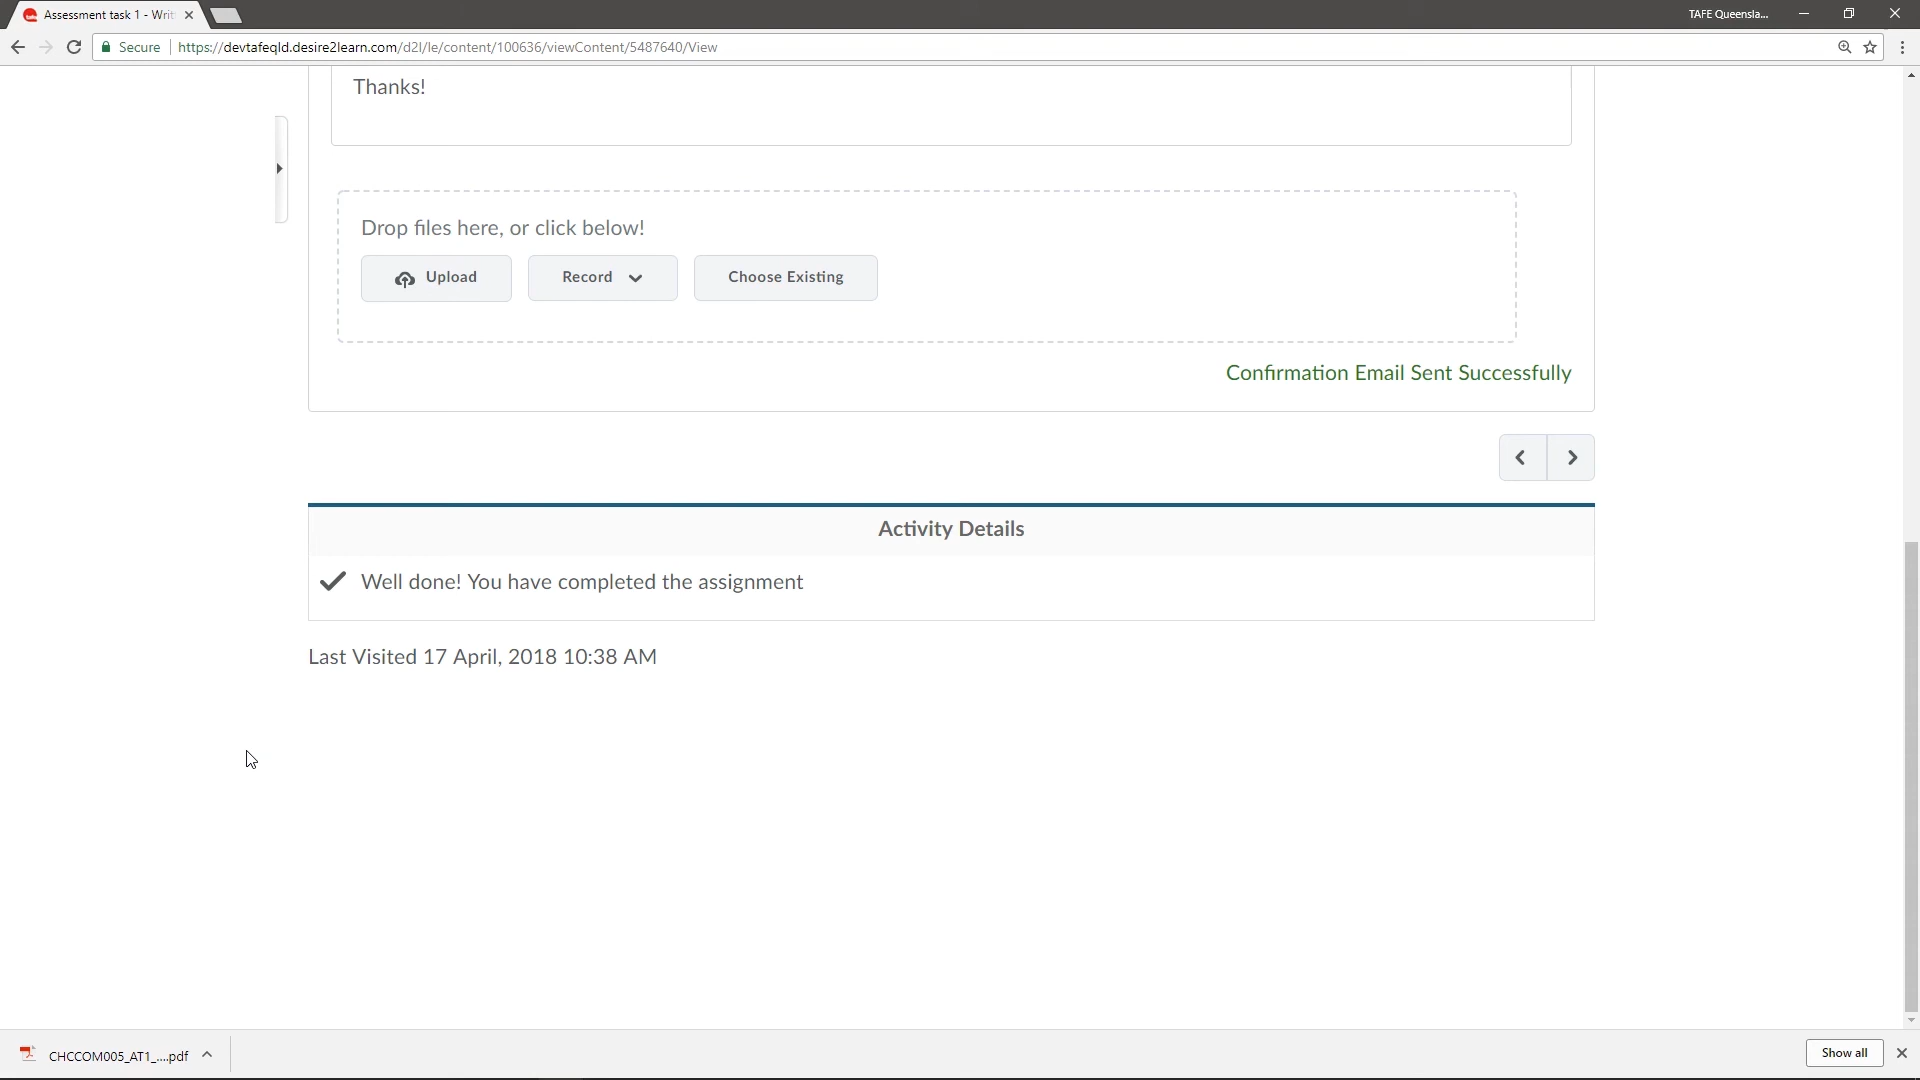 Assessment task 1 - Writ
TAFE Queensla...
Secure
https://devtafeqld.desire2learn.com/d2l/le/content/100636/viewContent/5487640/View
Thanks!
Drop files here, or click below!
Upload
Record
Choose Existing
Confirmation Email Sent Successfully
Activity Details
Well done! You have completed the assignment
Last Visited 17 April, 2018 10:38 AM
CHCCOM005_AT1_....pdf
Show all